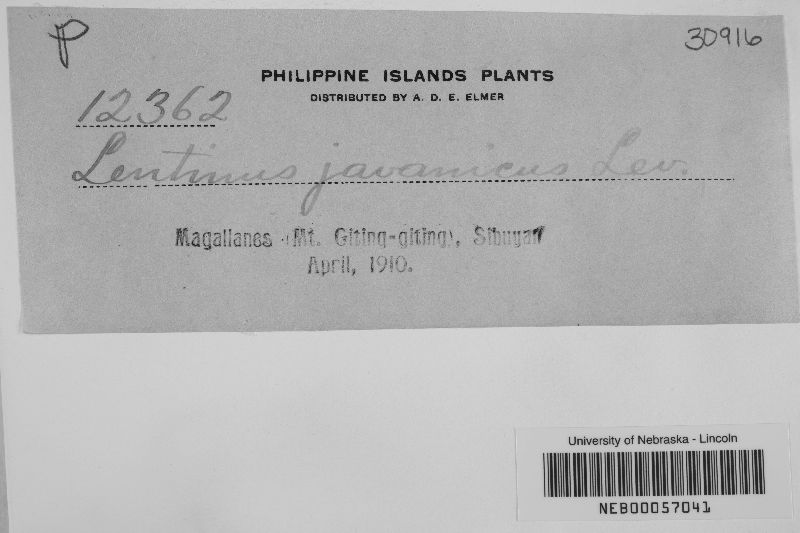 P
30916
PHILIPPINE ISLANDS PLANTS
DISTRIBUTED BY A. D. E. ELMER
12362
Lentinus javanicus Lev.
Magallanes (Mt. Giting-giting), Sibuyan
April, 1910.
University of Nebraska - Lincoln
NEB00057041